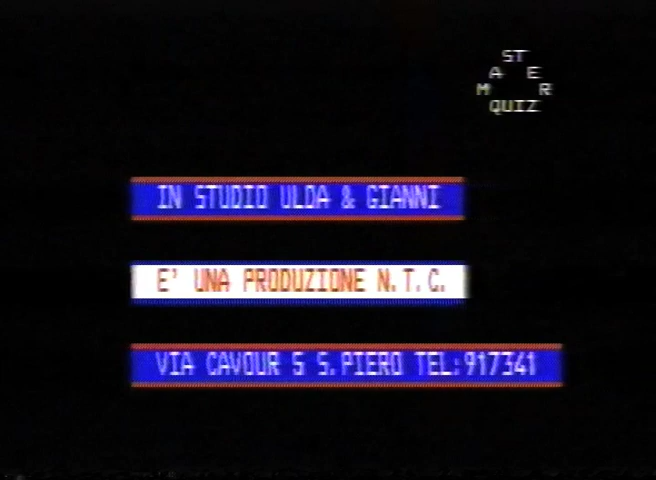 ST
A E
M R
QUIZ
IN STUDIO ULDA & GIANNI
E' UNA PRODUZIONE N.T.C.
VIA CAVOUR 5 S.PIERO TEL:917341